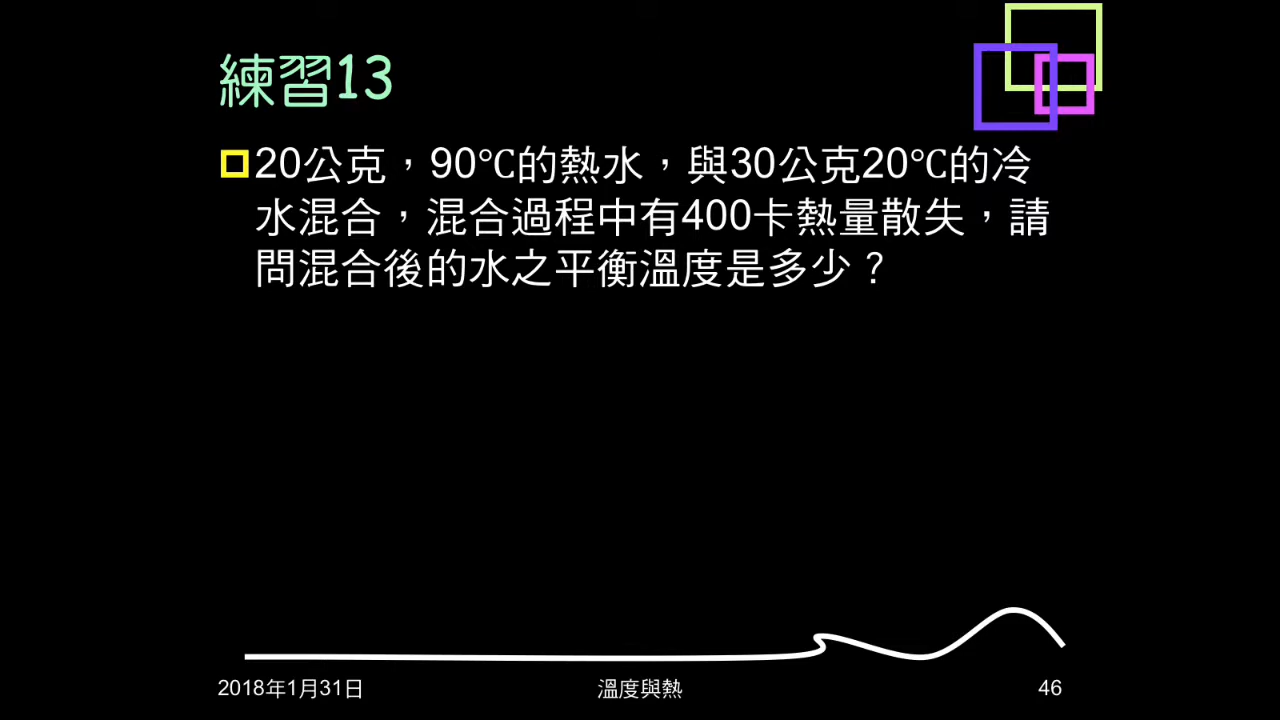 練習13
20公克，90℃的熱水，與30公克20℃的冷
水混合，混合過程中有400卡熱量散失，請
問混合後的水之平衡溫度是多少？
2018年1月31日
溫度與熱
46